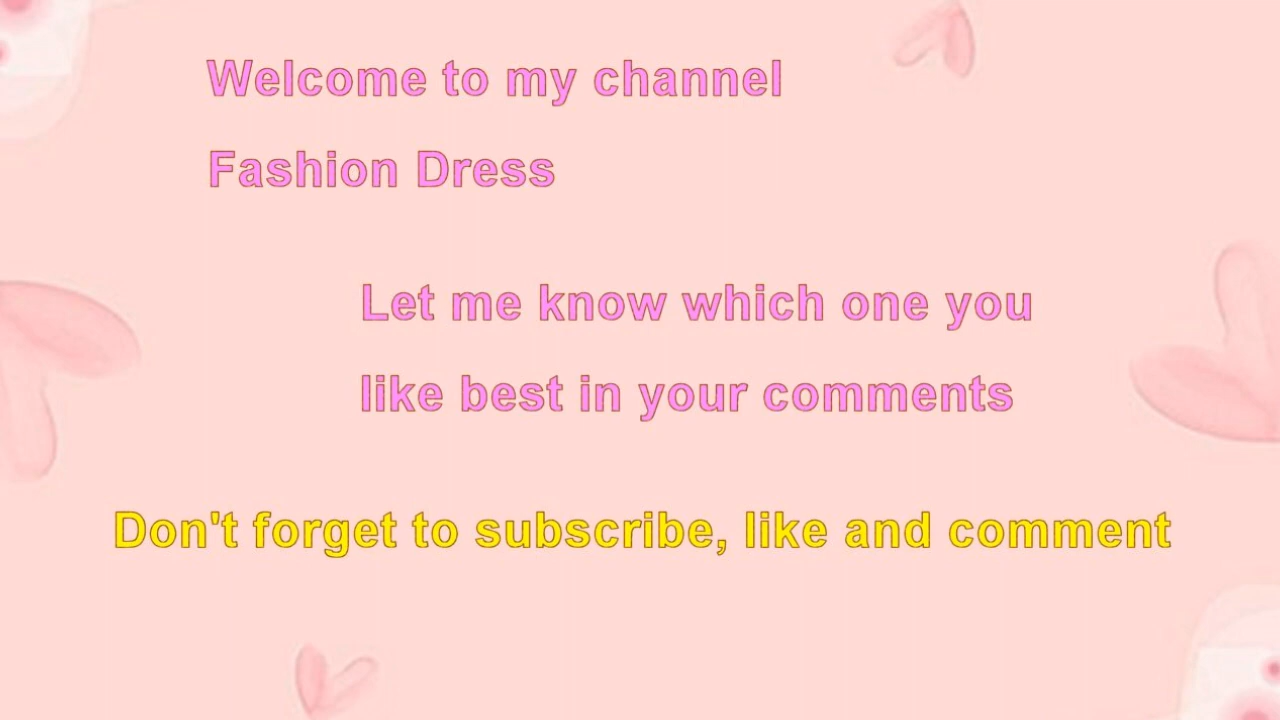 Welcome to my channel
Fashion Dress
Let me know which one you
like best in your comments
Don't forget to subscribe, like and comment